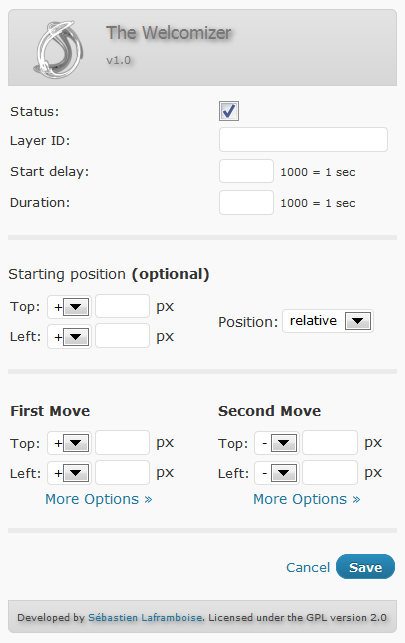 The Welcomizer
v1.0
Status:
Layer ID:
Start delay: 1000 = 1 sec
Duration: 1000 = 1 sec
Starting position (optional)
Top: + px
Left: + px
Position: relative
First Move
Top: + px
Left: + px
More Options »
Second Move
Top: - px
Left: - px
More Options »
Cancel Save
Developed by Sébastien Laframboise. Licensed under the GPL version 2.0